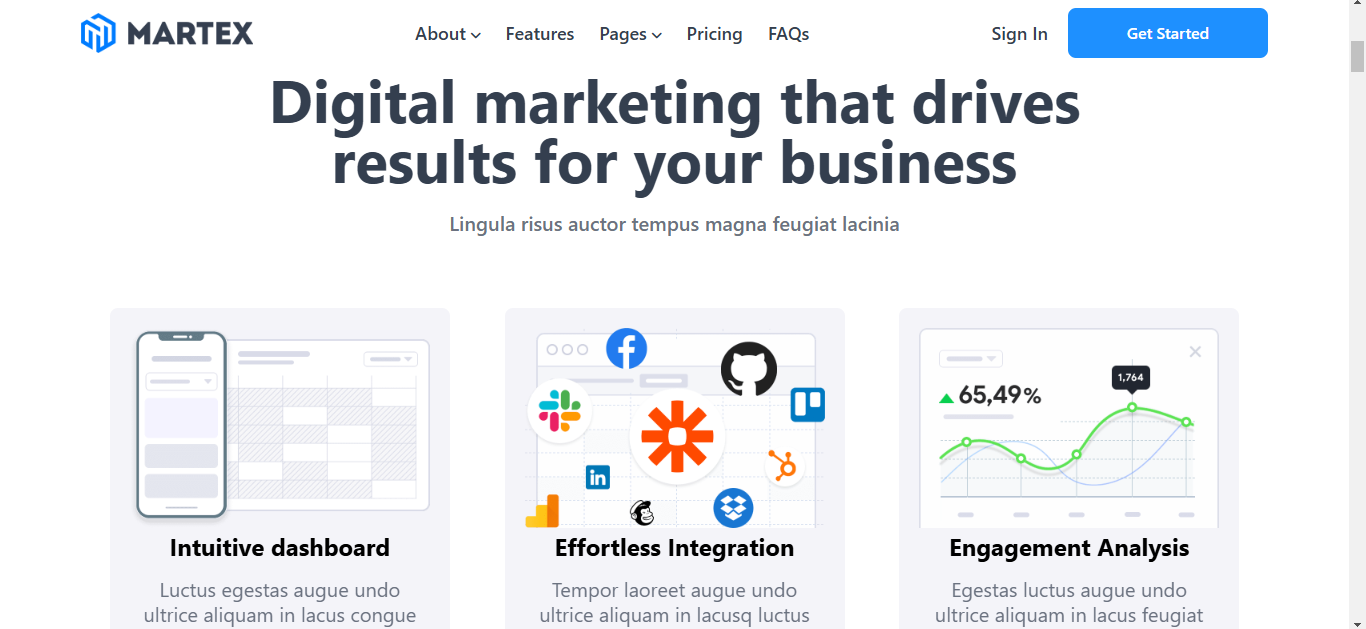 MARTEX
About
Features
Pages
Pricing
FAQs
Sign In
Get Started
Digital marketing that drives
results for your business
Lingula risus auctor tempus magna feugiat lacinia
in
1,764
65,49%
Intuitive dashboard
Effortless Integration
Engagement Analysis
Luctus egestas augue undo
ultrice aliquam in lacus congue
Tempor laoreet augue undo
ultrice aliquam in lacusq luctus
Egestas luctus augue undo
ultrice aliquam in lacus feugiat